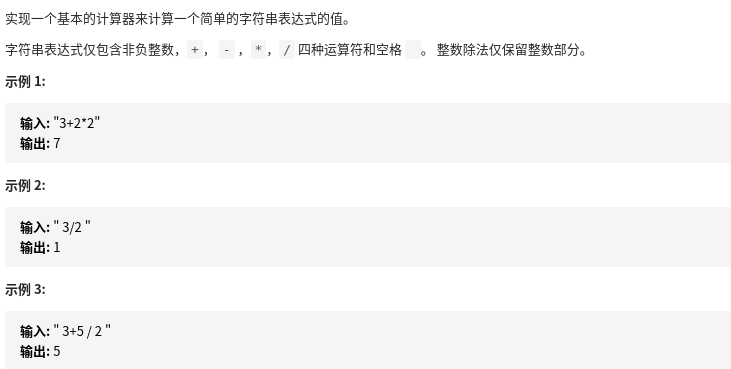 实现一个基本的计算器来计算一个简单的字符串表达式的值。
字符串表达式仅包含非负整数， + ， - ， * ， / 四种运算符和空格 。 整数除法仅保留整数部分。
示例 1:
输入: "3+2*2"
输出: 7
示例 2:
输入: " 3/2 "
输出: 1
示例 3:
输入: " 3+5 / 2 "
输出: 5